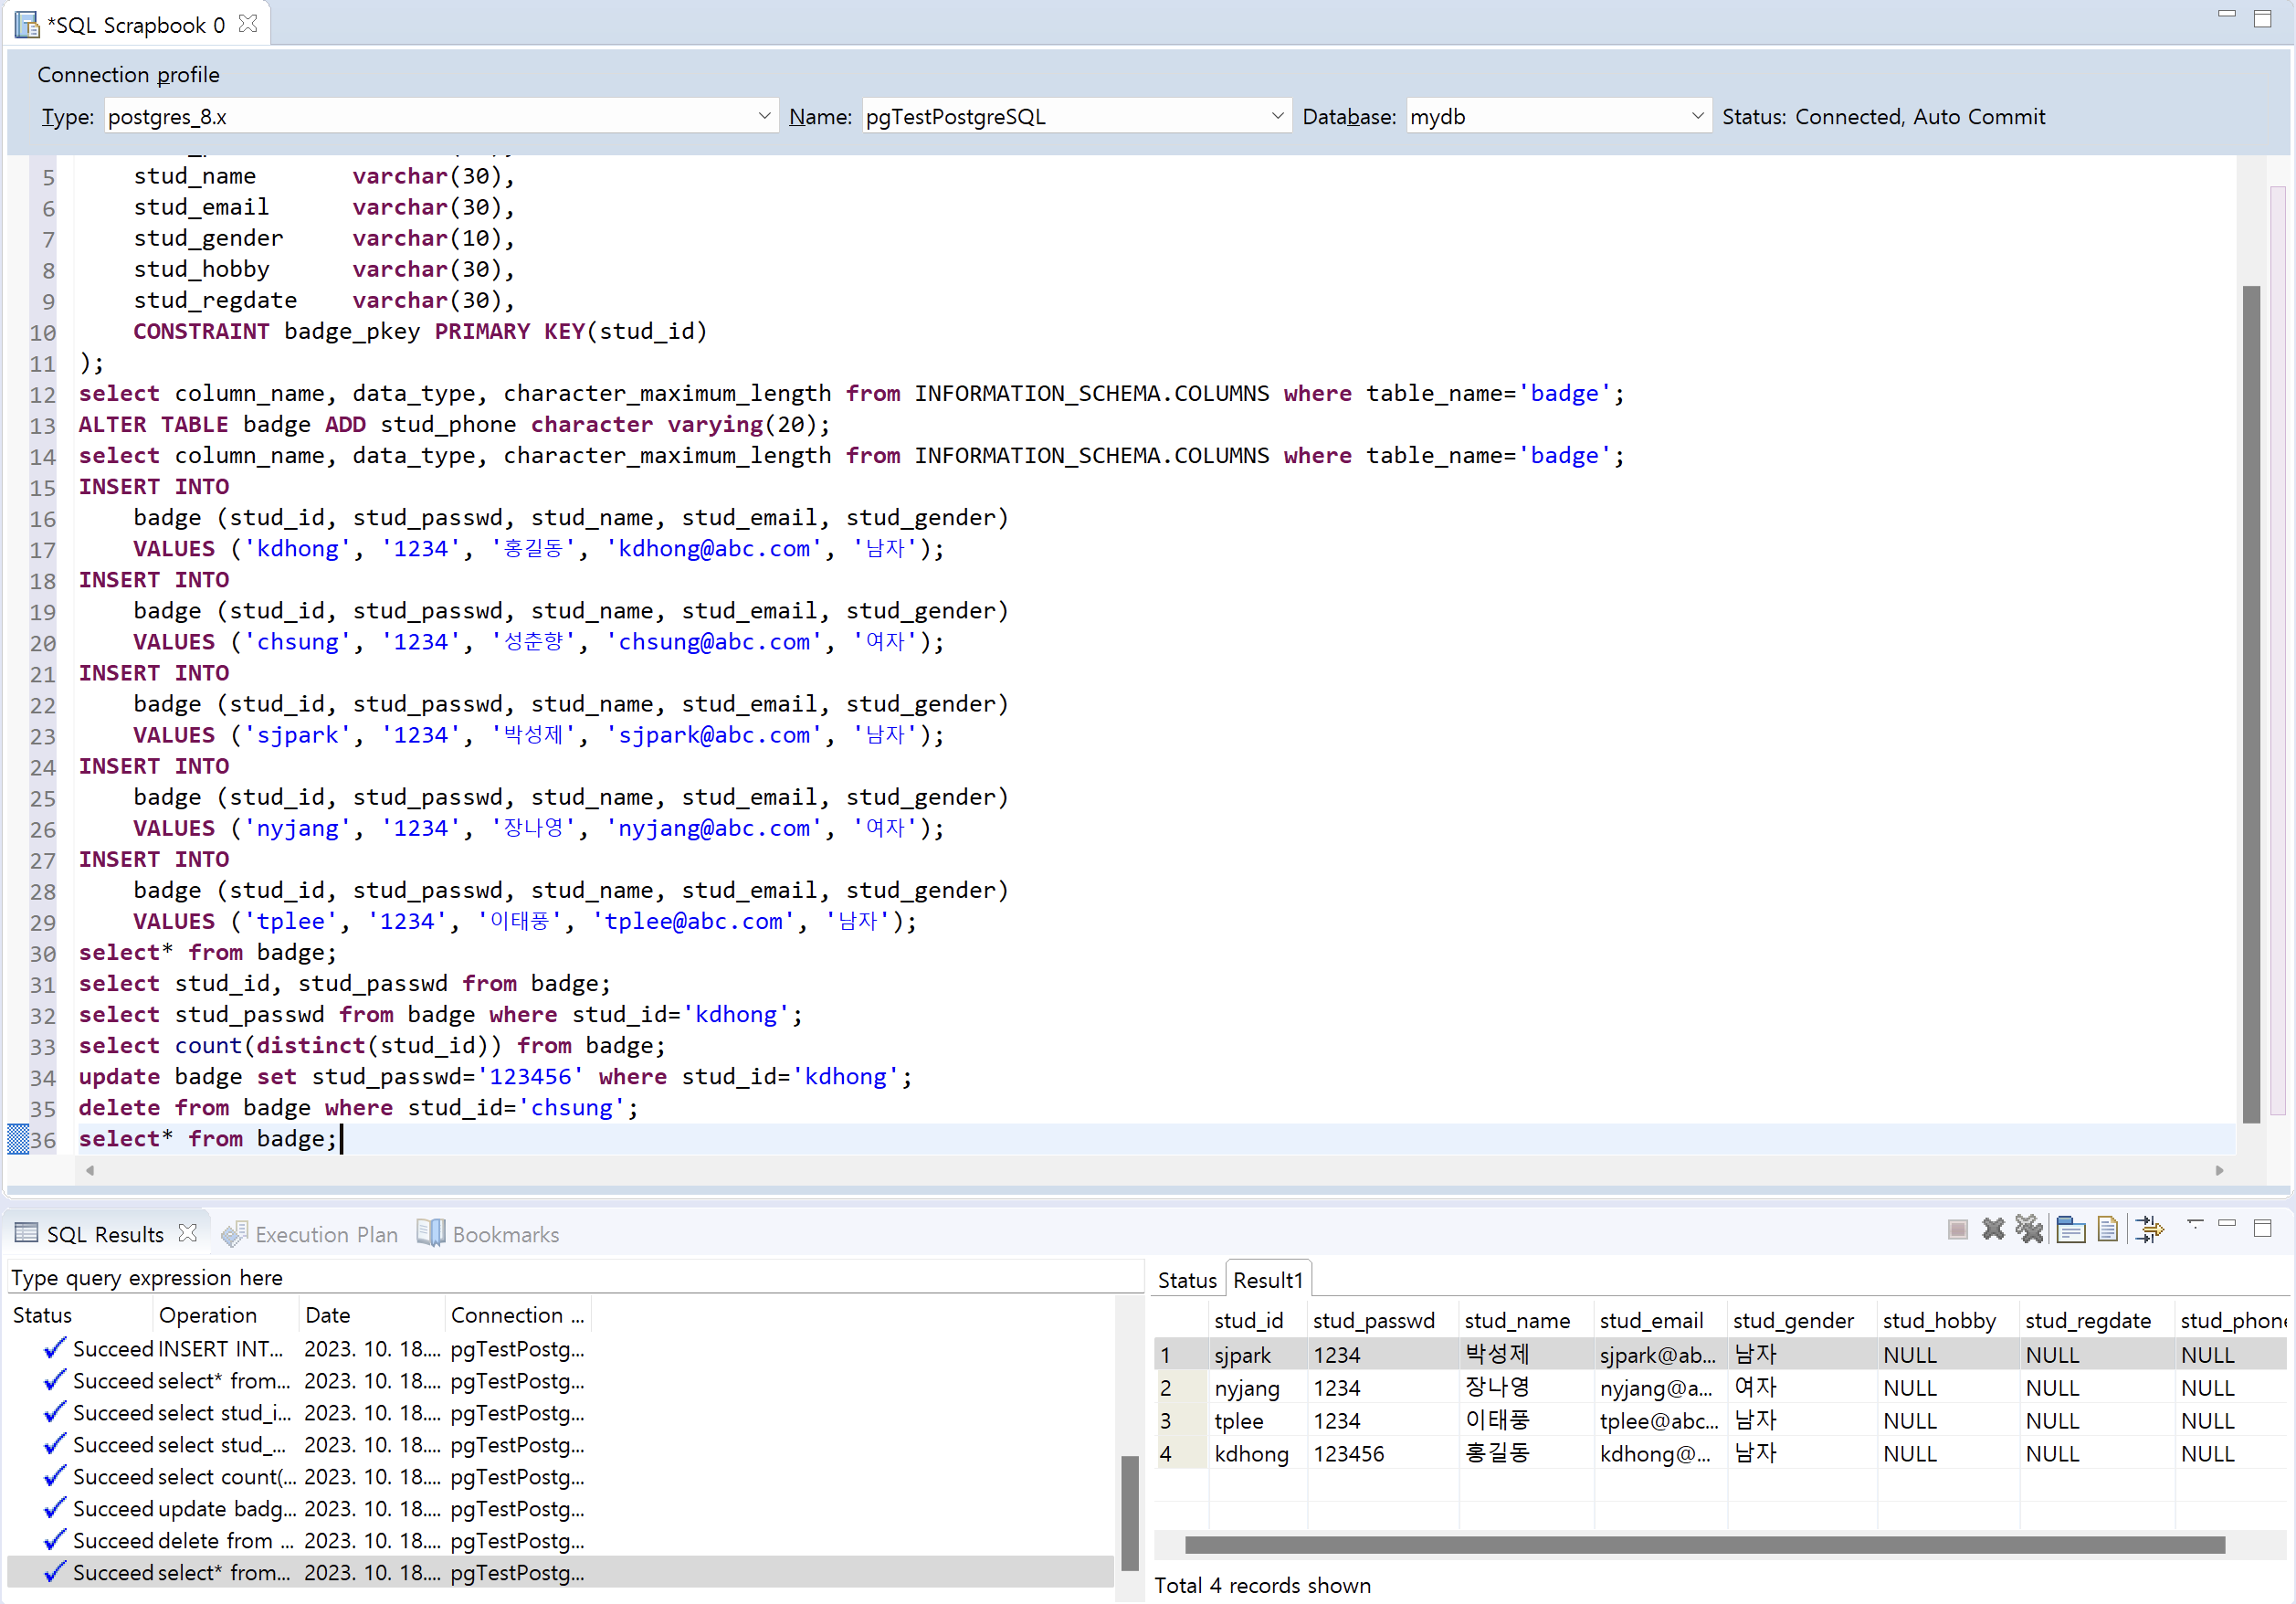 *SQL Scrapbook 0
Connection profile
Type: postgres_8.x Name: pgTestPostgreSQL Database: mydb Status: Connected, Auto Commit
5 stud_name varchar(30),
6 stud_email varchar(30),
7 stud_gender varchar(10),
8 stud_hobby varchar(30),
9 stud_regdate varchar(30),
10 CONSTRAINT badge_pkey PRIMARY KEY(stud_id)
11 );
12 select column_name, data_type, character_maximum_length from INFORMATION_SCHEMA.COLUMNS where table_name='badge';
13 ALTER TABLE badge ADD stud_phone character varying(20);
14 select column_name, data_type, character_maximum_length from INFORMATION_SCHEMA.COLUMNS where table_name='badge';
15 INSERT INTO
16 badge (stud_id, stud_passwd, stud_name, stud_email, stud_gender)
17 VALUES ('kdhong', '1234', '홍길동', 'kdhong@abc.com', '남자');
18 INSERT INTO
19 badge (stud_id, stud_passwd, stud_name, stud_email, stud_gender)
20 VALUES ('chsung', '1234', '성춘향', 'chsung@abc.com', '여자');
21 INSERT INTO
22 badge (stud_id, stud_passwd, stud_name, stud_email, stud_gender)
23 VALUES ('sjpark', '1234', '박성제', 'sjpark@abc.com', '남자');
24 INSERT INTO
25 badge (stud_id, stud_passwd, stud_name, stud_email, stud_gender)
26 VALUES ('nyjang', '1234', '장나영', 'nyjang@abc.com', '여자');
27 INSERT INTO
28 badge (stud_id, stud_passwd, stud_name, stud_email, stud_gender)
29 VALUES ('tplee', '1234', '이태풍', 'tplee@abc.com', '남자');
30 select* from badge;
31 select stud_id, stud_passwd from badge;
32 select stud_passwd from badge where stud_id='kdhong';
33 select count(distinct(stud_id)) from badge;
34 update badge set stud_passwd='123456' where stud_id='kdhong';
35 delete from badge where stud_id='chsung';
36 select* from badge;
SQL Results Execution Plan Bookmarks
Type query expression here
Status Operation Date Connection ...
Succeed INSERT INT... 2023. 10. 18.... pgTestPostg...
Succeed select* from... 2023. 10. 18.... pgTestPostg...
Succeed select stud_i... 2023. 10. 18.... pgTestPostg...
Succeed select stud_... 2023. 10. 18.... pgTestPostg...
Succeed select count(... 2023. 10. 18.... pgTestPostg...
Succeed update badg... 2023. 10. 18.... pgTestPostg...
Succeed delete from ... 2023. 10. 18.... pgTestPostg...
Succeed select* from... 2023. 10. 18.... pgTestPostg...
Status Result1
stud_id stud_passwd stud_name stud_email stud_gender stud_hobby stud_regdate stud_phone
1 sjpark 1234 박성제 sjpark@ab... 남자 NULL NULL NULL
2 nyjang 1234 장나영 nyjang@a... 여자 NULL NULL NULL
3 tplee 1234 이태풍 tplee@abc... 남자 NULL NULL NULL
4 kdhong 123456 홍길동 kdhong@... 남자 NULL NULL NULL
Total 4 records shown